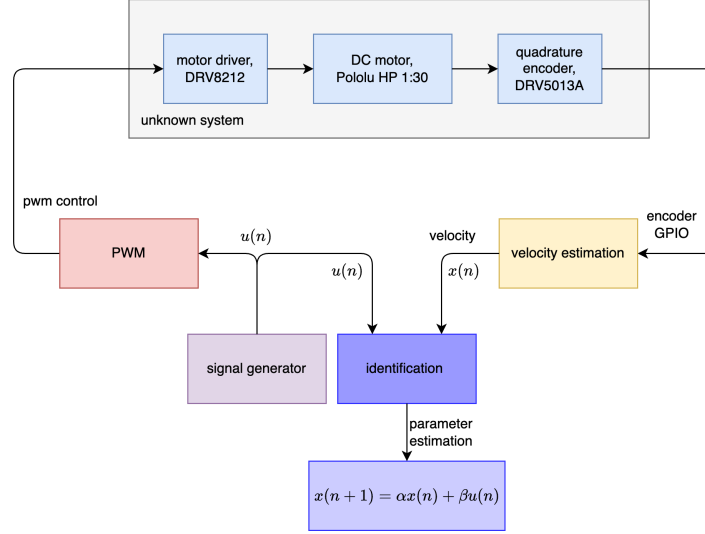 motor driver,
DRV8212
DC motor,
Pololu HP 1:30
quadrature
encoder,
DRV5013A
unknown system
pwm control
PWM
u(n)
u(n)
velocity
x(n)
velocity estimation
encoder
GPIO
signal generator
identification
parameter
estimation
x(n + 1) = αx(n) + βu(n)